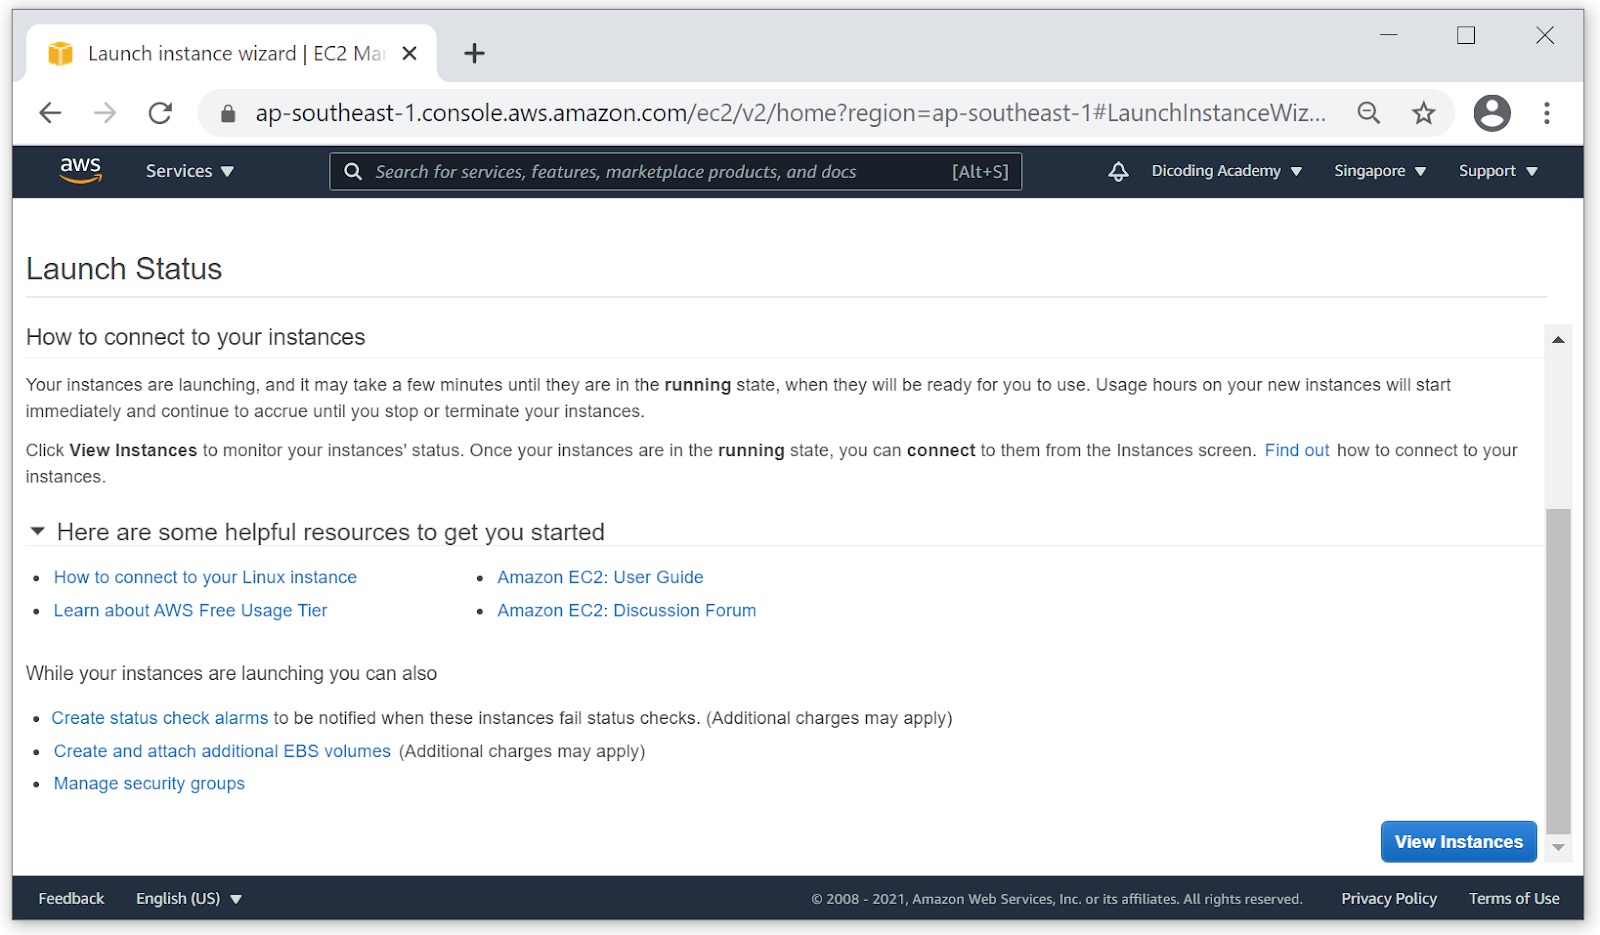 Launch instance wizard | EC2 Mar
ap-southeast-1.console.aws.amazon.com/ec2/v2/home?region=ap-southeast-1#LaunchInstanceWiz...
aws Services Search for services, features, marketplace products, and docs [Alt+S] Dicoding Academy Singapore Support
Launch Status
How to connect to your instances
Your instances are launching, and it may take a few minutes until they are in the running state, when they will be ready for you to use. Usage hours on your new instances will start
immediately and continue to accrue until you stop or terminate your instances.
Click View Instances to monitor your instances' status. Once your instances are in the running state, you can connect to them from the Instances screen. Find out how to connect to your
instances.
Here are some helpful resources to get you started
How to connect to your Linux instance
Learn about AWS Free Usage Tier
Amazon EC2: User Guide
Amazon EC2: Discussion Forum
While your instances are launching you can also
Create status check alarms to be notified when these instances fail status checks. (Additional charges may apply)
Create and attach additional EBS volumes (Additional charges may apply)
Manage security groups
View Instances
Feedback English (US) © 2008 - 2021, Amazon Web Services, Inc. or its affiliates. All rights reserved. Privacy Policy Terms of Use